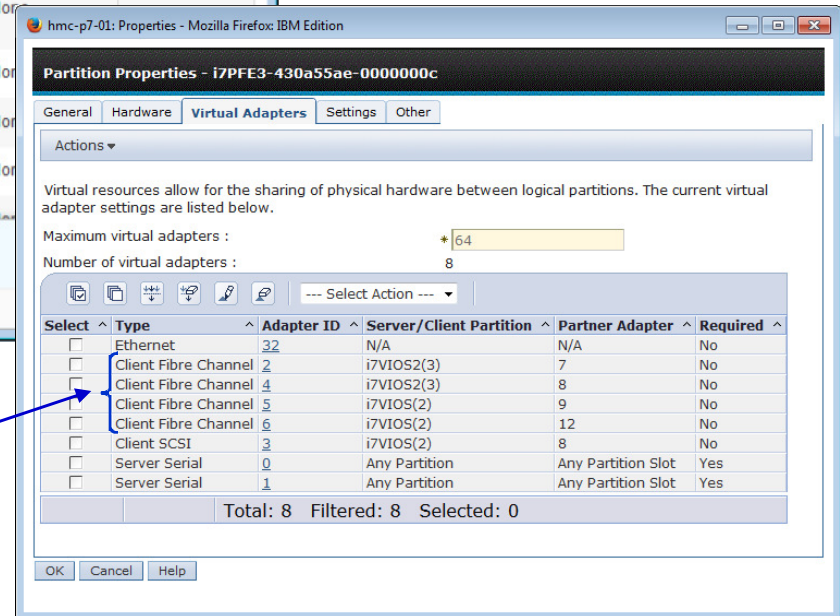 hmc-p7-01: Properties - Mozilla Firefox: IBM Edition
Partition Properties - i7PFE3-430a55ae-0000000c
General Hardware Virtual Adapters Settings Other
Actions
Virtual resources allow for the sharing of physical hardware between logical partitions. The current virtual
adapter settings are listed below.
Maximum virtual adapters : * 64
Number of virtual adapters : 8
--- Select Action ---
Select ^ Type ^ Adapter ID ^ Server/Client Partition ^ Partner Adapter ^ Required ^
Ethernet 32 N/A N/A No
Client Fibre Channel 2 i7VIOS2(3) 7 No
Client Fibre Channel 4 i7VIOS2(3) 8 No
Client Fibre Channel 5 i7VIOS(2) 9 No
Client Fibre Channel 6 i7VIOS(2) 12 No
Client SCSI 3 i7VIOS(2) 8 No
Server Serial 0 Any Partition Any Partition Slot Yes
Server Serial 1 Any Partition Any Partition Slot Yes
Total: 8 Filtered: 8 Selected: 0
OK Cancel Help